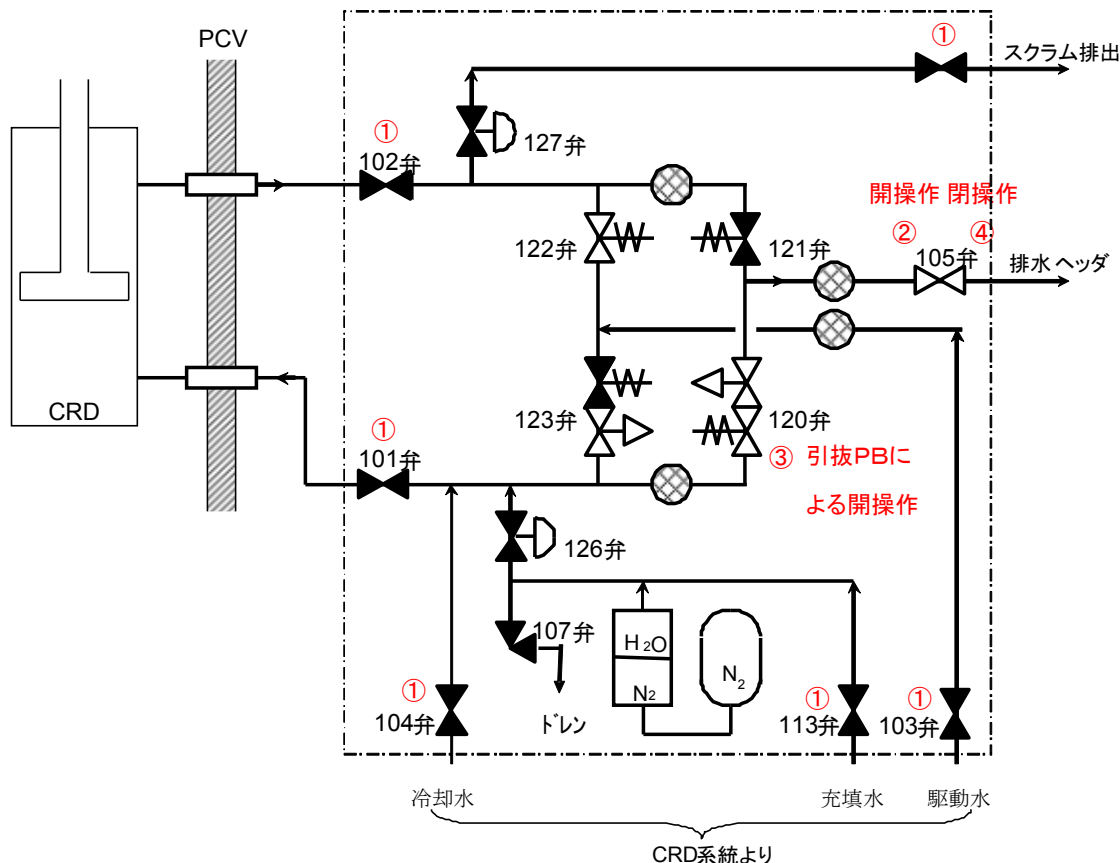 PCV
①
スクラム排出
①
102弁
127弁
開操作 閉操作
122弁
121弁
②
105弁
④
排水ヘッダ
CRD
①
101弁
123弁
120弁
③ 引抜PBに
よる開操作
126弁
107弁
H2O
N2
N2
①
104弁
ドレン
①
113弁
①
103弁
冷却水
充填水
駆動水
CRD系統より